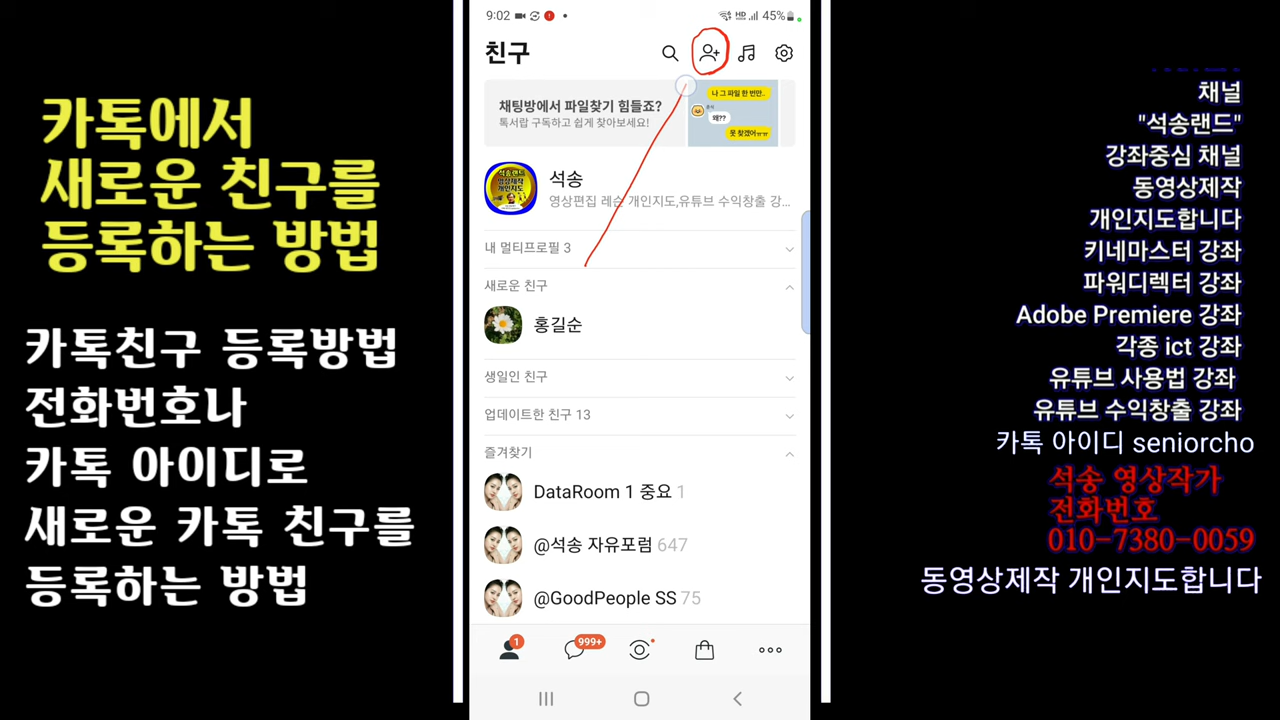 카톡에서
새로운 친구를
등록하는 방법
카톡친구 등록방법
전화번호나
카톡 아이디로
새로운 카톡 친구를
등록하는 방법
9:02
45%
친구
채팅방에서 파일찾기 힘들죠?
톡서랍 구독하고 쉽게 찾아보세요!
나 그 파일 한 번만..
왜??
못 찾겠어ㅠㅠ
석송랜드
영상제작
개인지도
석송
영상편집 레슨 개인지도,유튜브 수익창출 강...
내 멀티프로필 3
새로운 친구
홍길순
생일인 친구
업데이트한 친구 13
즐겨찾기
DataRoom 1 중요 1
@석송 자유포럼 647
@GoodPeople SS 75
1
999+
채널
"석송랜드"
강좌중심 채널
동영상제작
개인지도합니다
키네마스터 강좌
파워디렉터 강좌
Adobe Premiere 강좌
각종 ict 강좌
유튜브 사용법 강좌
유튜브 수익창출 강좌
카톡 아이디 seniorcho
석송 영상작가
전화번호
010-7380-0059
동영상제작 개인지도합니다